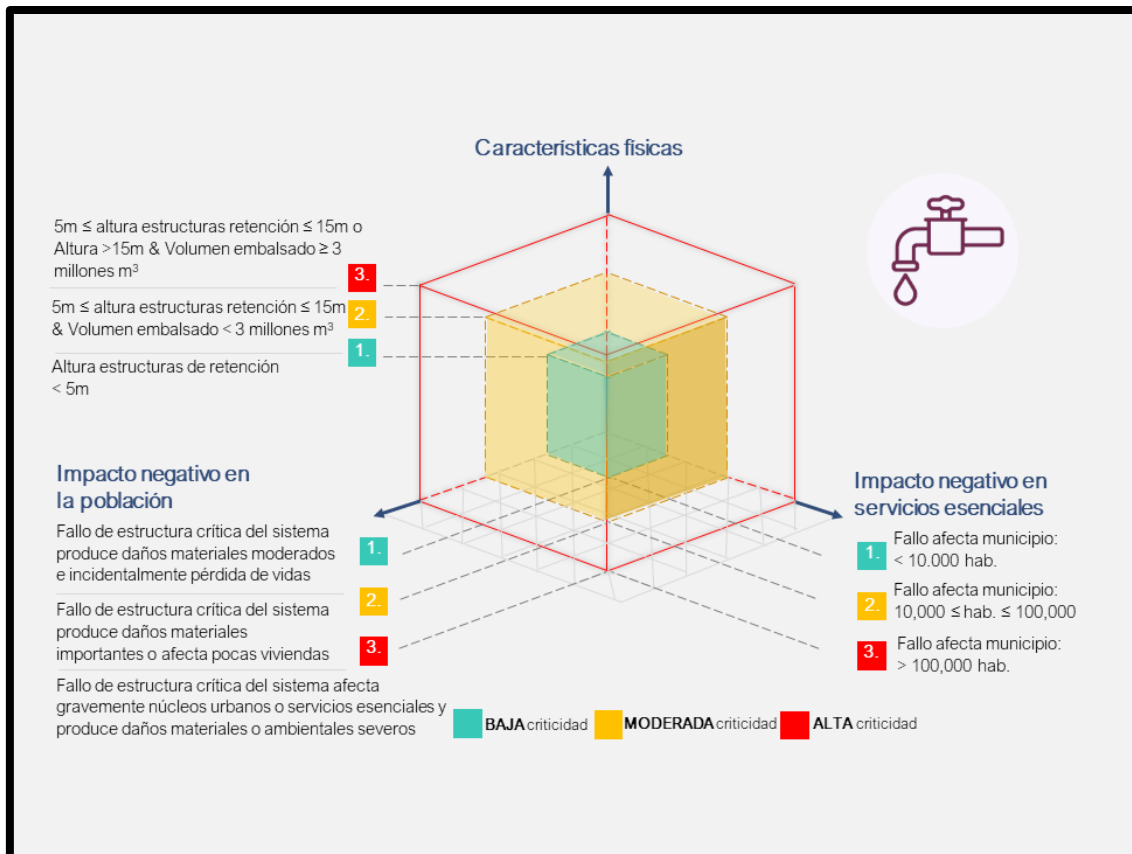 Características físicas
5m ≤ altura estructuras retención ≤ 15m o
Altura >15m & Volumen embalsado ≥ 3
millones m³
3.
5m ≤ altura estructuras retención ≤ 15m
& Volumen embalsado < 3 millones m³
2.
1.
Altura estructuras de retención
< 5m
Impacto negativo en
la población
Fallo de estructura crítica del sistema
produce daños materiales moderados
e incidentalmente pérdida de vidas
1.
Fallo de estructura crítica del sistema
produce daños materiales
importantes o afecta pocas viviendas
2.
3.
Fallo de estructura crítica del sistema afecta
gravemente núcleos urbanos o servicios esenciales y
produce daños materiales o ambientales severos
Impacto negativo en
servicios esenciales
1.
Fallo afecta municipio:
< 10.000 hab.
2.
Fallo afecta municipio:
10,000 ≤ hab. ≤ 100,000
3.
Fallo afecta municipio:
> 100,000 hab.
BAJA criticidad
MODERADA criticidad
ALTA criticidad